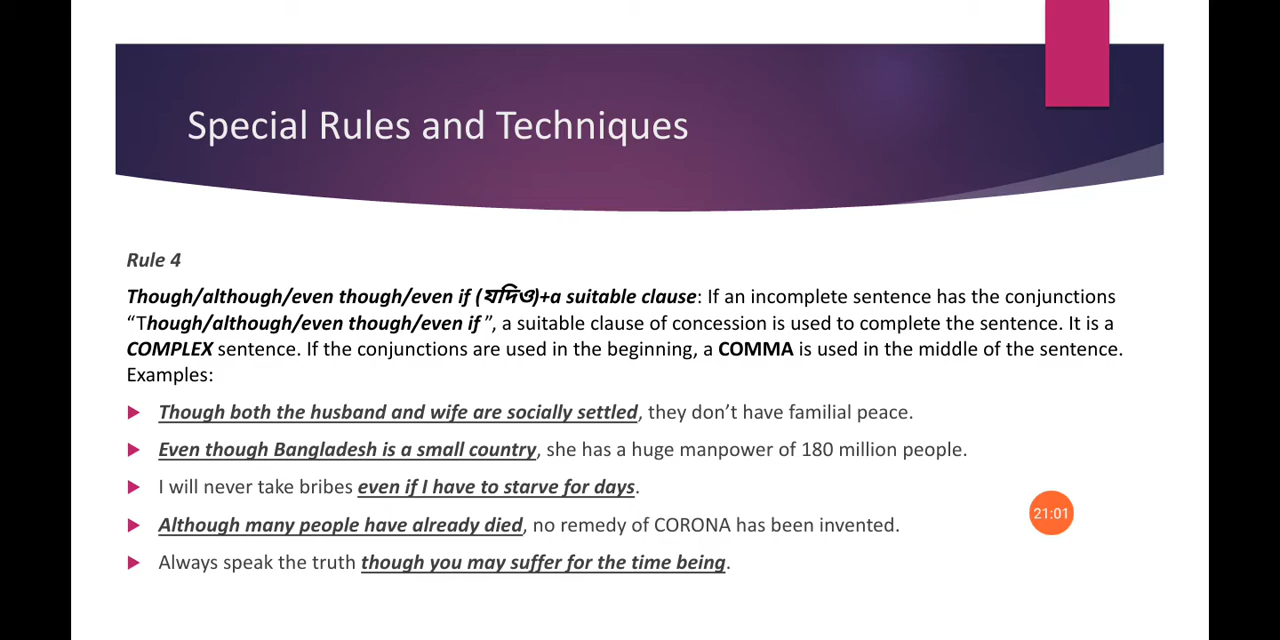 Special Rules and Techniques
Rule 4
Though/although/even though/even if (যদিও)+a suitable clause: If an incomplete sentence has the conjunctions
“Though/although/even though/even if ”, a suitable clause of concession is used to complete the sentence. It is a
COMPLEX sentence. If the conjunctions are used in the beginning, a COMMA is used in the middle of the sentence.
Examples:
Though both the husband and wife are socially settled, they don’t have familial peace.
Even though Bangladesh is a small country, she has a huge manpower of 180 million people.
I will never take bribes even if I have to starve for days.
21:01
Although many people have already died, no remedy of CORONA has been invented.
Always speak the truth though you may suffer for the time being.